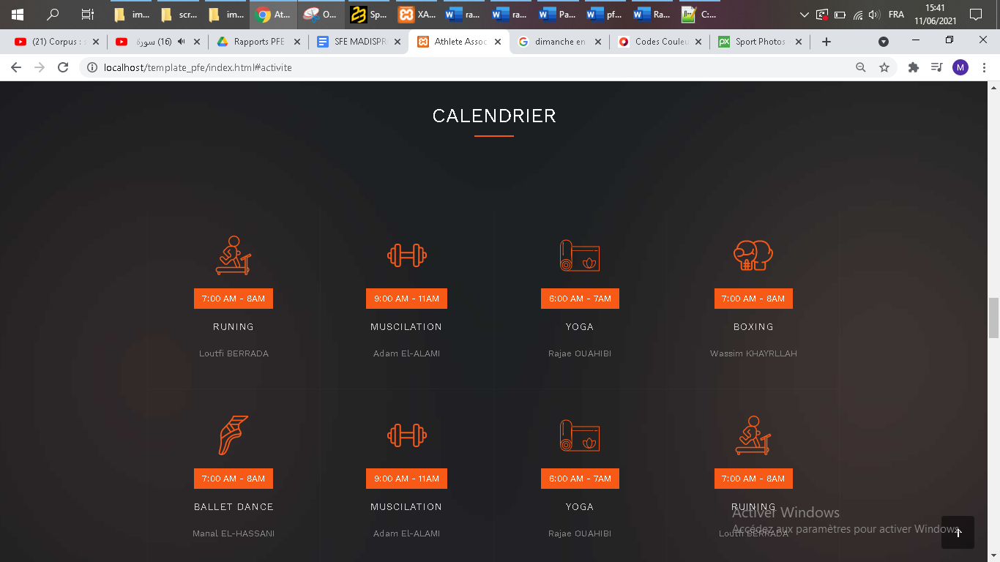 im...
scr...
im...
At...
O...
Sp...
XA...
ra...
ra...
Pa...
pf...
Ra...
C:...
FRA
15:41
11/06/2021
(21) Corpus : s
(16) سورة
Rapports PFE
SFE MADISPR
Athlete Assoc
dimanche en
Codes Couleu
Sport Photos
localhost/template_pfe/index.html#activite
M
CALENDRIER
7:00 AM - 8AM
9:00 AM - 11AM
6:00 AM - 7AM
7:00 AM - 8AM
RUNING
MUSCILATION
YOGA
BOXING
Loutfi BERRADA
Adam El-ALAMI
Rajae OUAHIBI
Wassim KHAYRLLAH
7:00 AM - 8AM
9:00 AM - 11AM
6:00 AM - 7AM
7:00 AM - 8AM
BALLET DANCE
MUSCILATION
YOGA
RUINING
Manal EL-HASSANI
Adam El-ALAMI
Rajae OUAHIBI
Loutfi BERRADA
Activer Windows
Accédez aux paramètres pour activer Windows.